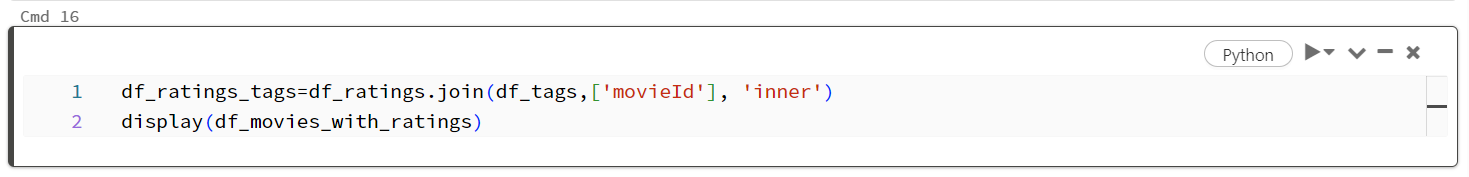 Cmd 16
Python
1 df_ratings_tags=df_ratings.join(df_tags,['movieId'], 'inner')
2 display(df_movies_with_ratings)